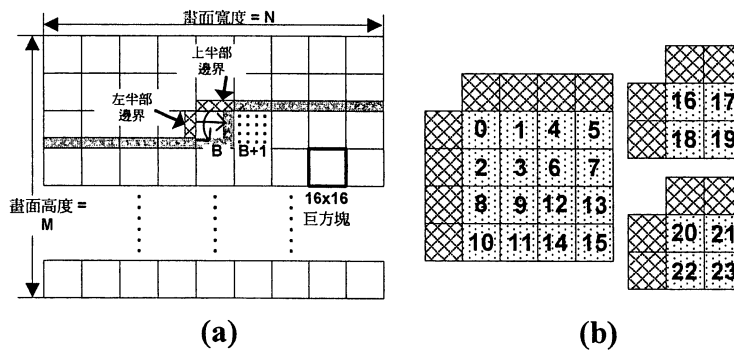 畫面寬度 = N
上半部
邊界
左半部
邊界
B B+1
畫面高度 =
M
16x16
巨方塊
(a)
0 1 4 5
2 3 6 7
8 9 12 13
10 11 14 15
16 17
18 19
20 21
22 23
(b)